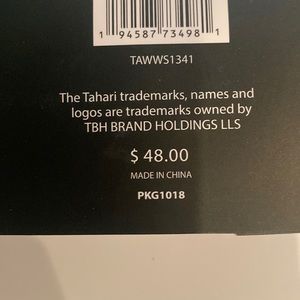 1 94587 73498 1
TAWWS1341
The Tahari trademarks, names and
logos are trademarks owned by
TBH BRAND HOLDINGS LLS
$ 48.00
MADE IN CHINA
PKG1018